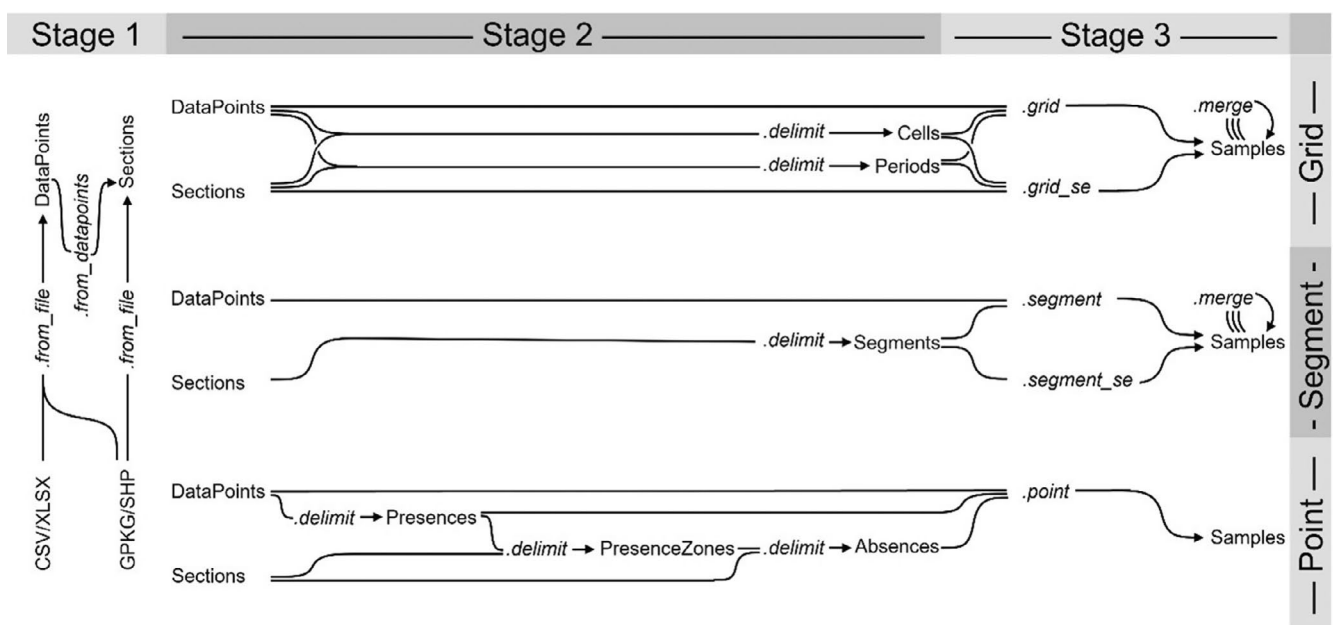 Stage 1
Stage 2
Stage 3
DataPoints
Sections
.from_datapoints
.from_file
.from_file
CSV/XLSX
GPKG/SHP
DataPoints
.grid
.merge
.delimit
Cells
Samples
.delimit
Periods
Sections
.grid_se
Grid
DataPoints
.segment
.merge
.delimit
Segments
Samples
Sections
.segment_se
- Segment -
DataPoints
.point
.delimit
Presences
.delimit
PresenceZones
.delimit
Absences
Samples
Sections
Point